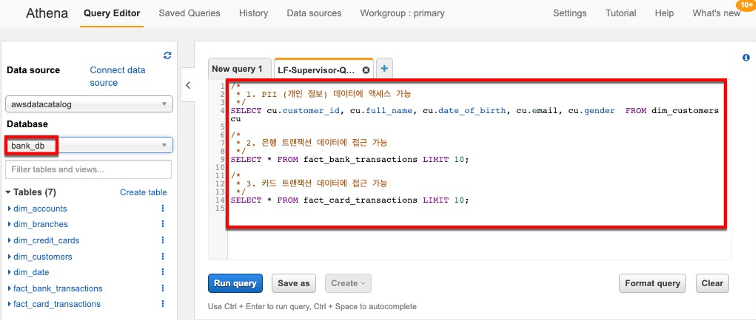 Athena
Query Editor
Saved Queries
History
Data sources
Workgroup : primary
Settings
Tutorial
Help
What's new
10+
Data source
Connect data source
awsdatacatalog
Database
bank_db
Filter tables and views...
Tables (7)
Create table
dim_accounts
dim_branches
dim_credit_cards
dim_customers
dim_date
fact_bank_transactions
fact_card_transactions
New query 1
LF-Supervisor-Q...
1 /*
2 * 1. PII (개인 정보) 데이터에 액세스 가능
3 */
4 SELECT cu.customer_id, cu.full_name, cu.date_of_birth, cu.email, cu.gender FROM dim_customers
cu
5
6 /*
7 * 2. 은행 트랜잭션 데이터에 접근 가능
8 */
9 SELECT * FROM fact_bank_transactions LIMIT 10;
10
11 /*
12 * 3. 카드 트랜잭션 데이터에 접근 가능
13 */
14 SELECT * FROM fact_card_transactions LIMIT 10;
15
Run query
Save as
Create
Format query
Clear
Use Ctrl + Enter to run query, Ctrl + Space to autocomplete